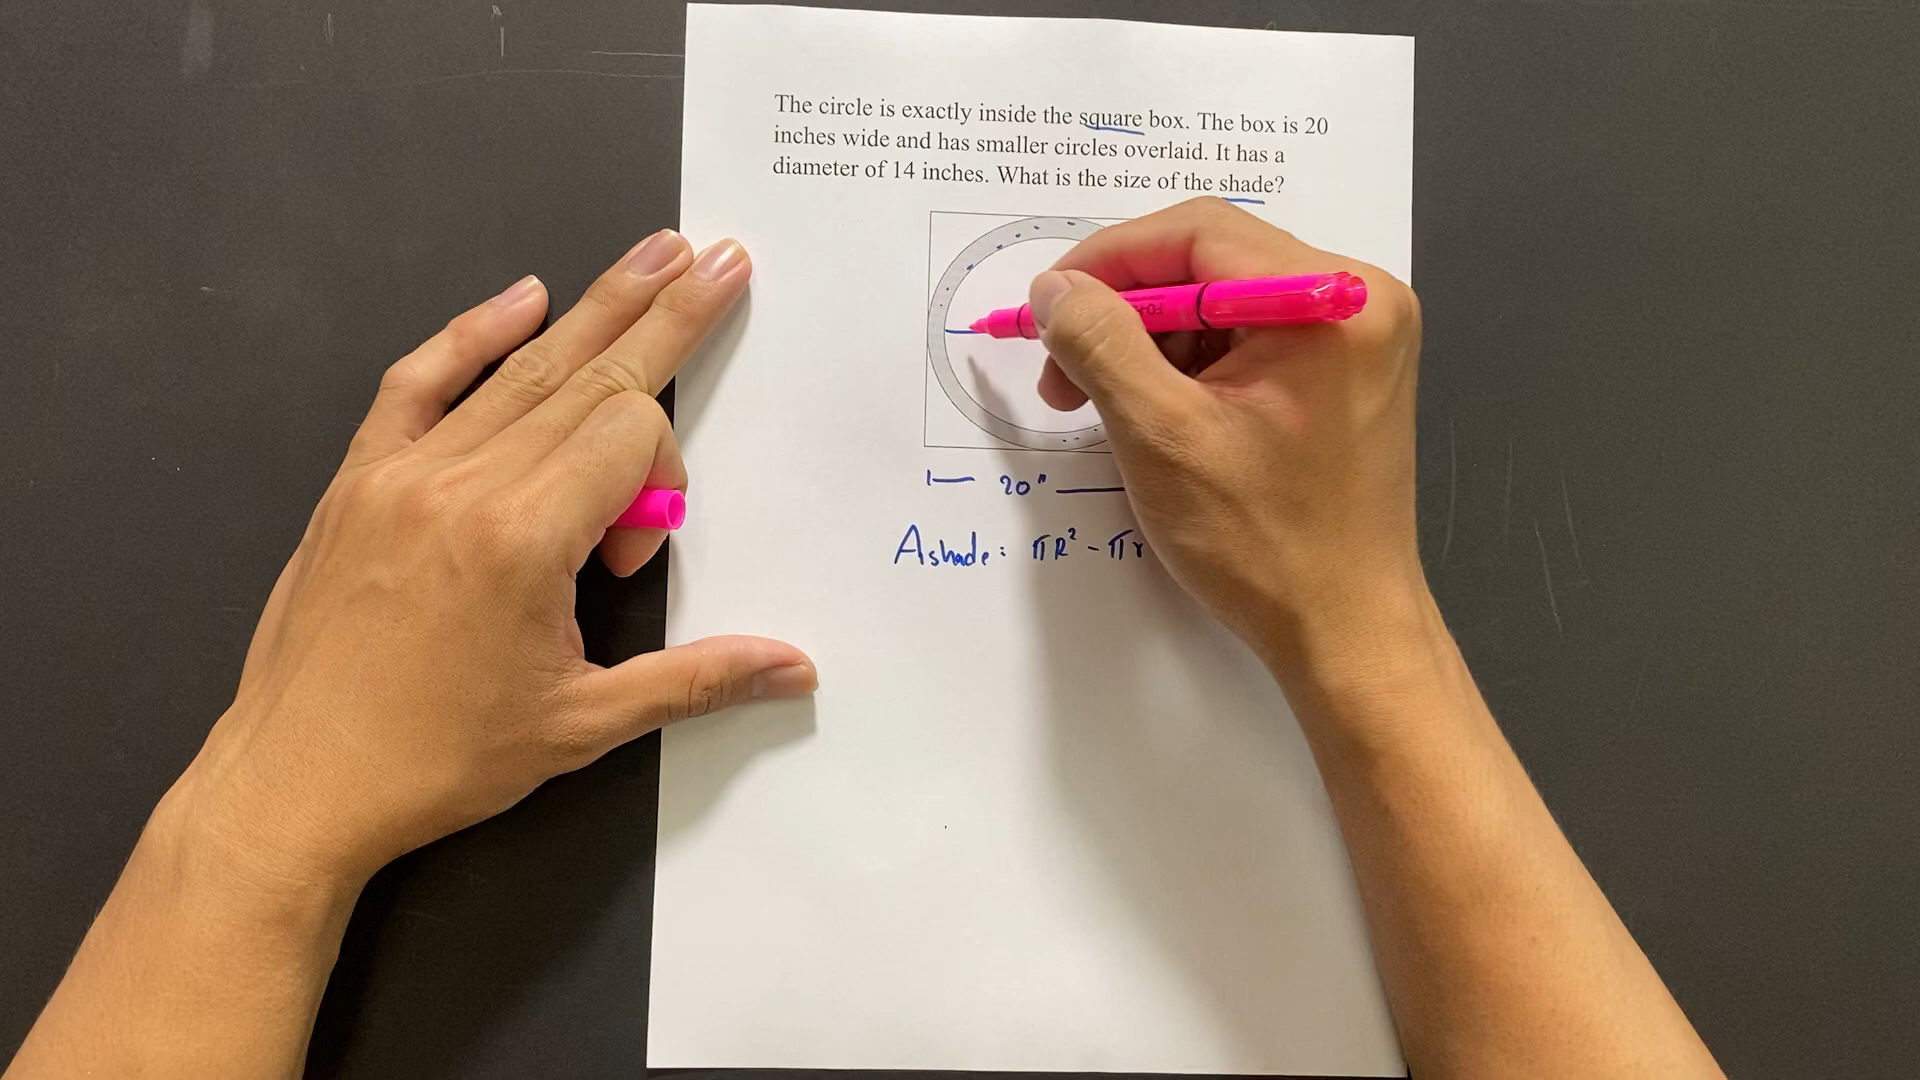 The circle is exactly inside the square box. The box is 20
inches wide and has smaller circles overlaid. It has a
diameter of 14 inches. What is the size of the shade?
20"
Ashade: πR² - πr